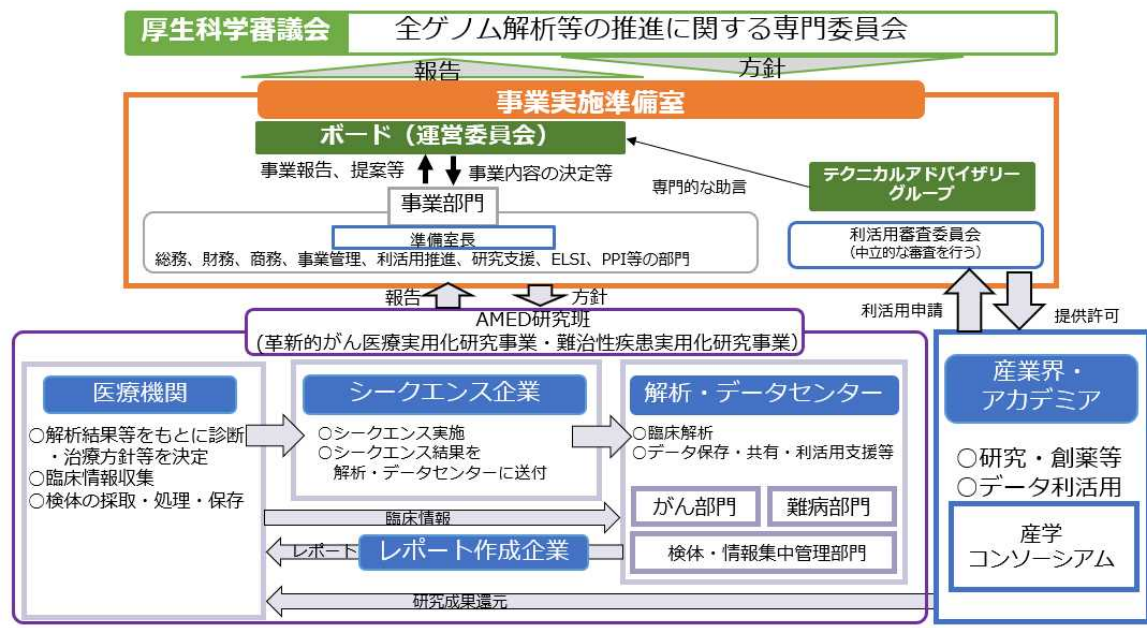 厚生科学審議会
全ゲノム解析等の推進に関する専門委員会
報告
方針
事業実施準備室
ボード（運営委員会）
事業報告、提案等
事業内容の決定等
専門的な助言
テクニカルアドバイザリー
グループ
事業部門
準備室長
総務、財務、商務、事業管理、利活用推進、研究支援、ELSI、PPI等の部門
利活用審査委員会
（中立的な審査を行う）
報告
方針
利活用申請
提供許可
AMED研究班
(革新的がん医療実用化研究事業・難治性疾患実用化研究事業)
医療機関
○解析結果等をもとに診断
・治療方針等を決定
○臨床情報収集
○検体の採取・処理・保存
シークエンス企業
○シークエンス実施
○シークエンス結果を
解析・データセンターに送付
解析・データセンター
○臨床解析
○データ保存・共有・利活用支援等
がん部門
難病部門
検体・情報集中管理部門
臨床情報
レポート
レポート作成企業
研究成果還元
産業界・
アカデミア
○研究・創薬等
○データ利活用
産学
コンソーシアム